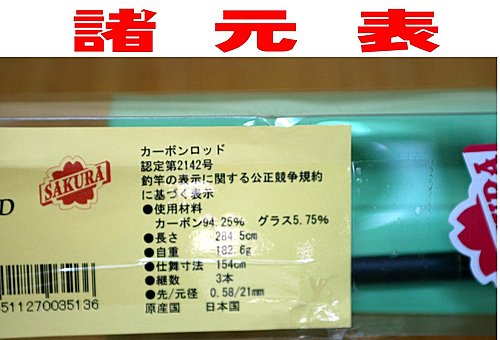 諸元表
カーボンロッド
認定第2142号
釣竿の表示に関する公正競争規約
に基づく表示
●使用材料
カーボン94.25% グラス5.75%
●長さ 284.5cm
●自重 182.6g
●仕舞寸法 154cm
●継数 3本
●先/元径 0.58/21mm
原産国 日本国
SAKURA
D
511270035136